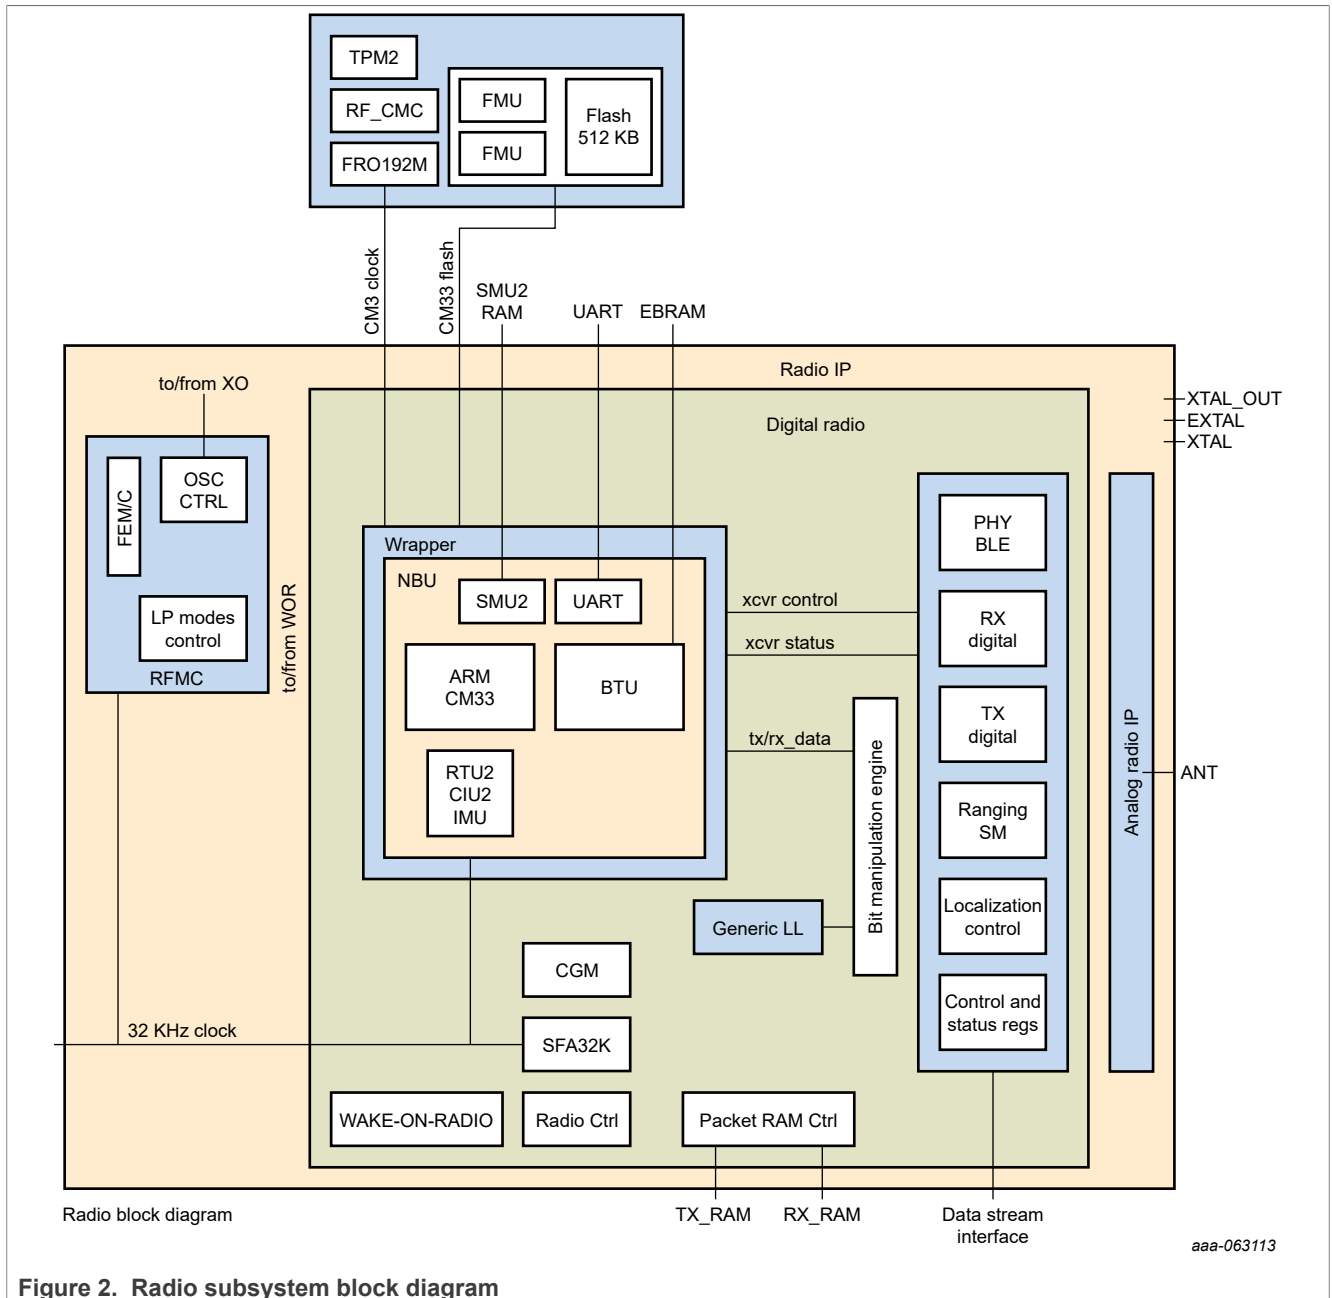 TPM2
RF_CMC
FRO192M
FMU
FMU
Flash
512 KB
CM3 clock
CM33 flash
SMU2
RAM
UART
EBRAM
Radio IP
to/from XO
Digital radio
XTAL_OUT
EXTAL
XTAL
FEM/C
OSC
CTRL
LP modes
control
RFMC
to/from WOR
Wrapper
NBU
SMU2
UART
ARM
CM33
BTU
RTU2
CIU2
IMU
xcvr control
xcvr status
tx/rx_data
Bit manipulation engine
Generic LL
PHY
BLE
RX
digital
TX
digital
Ranging
SM
Localization
control
Control and
status regs
Analog radio IP
ANT
CGM
32 KHz clock
SFA32K
WAKE-ON-RADIO
Radio Ctrl
Packet RAM Ctrl
Radio block diagram
TX_RAM
RX_RAM
Data stream
interface
aaa-063113
Figure 2. Radio subsystem block diagram